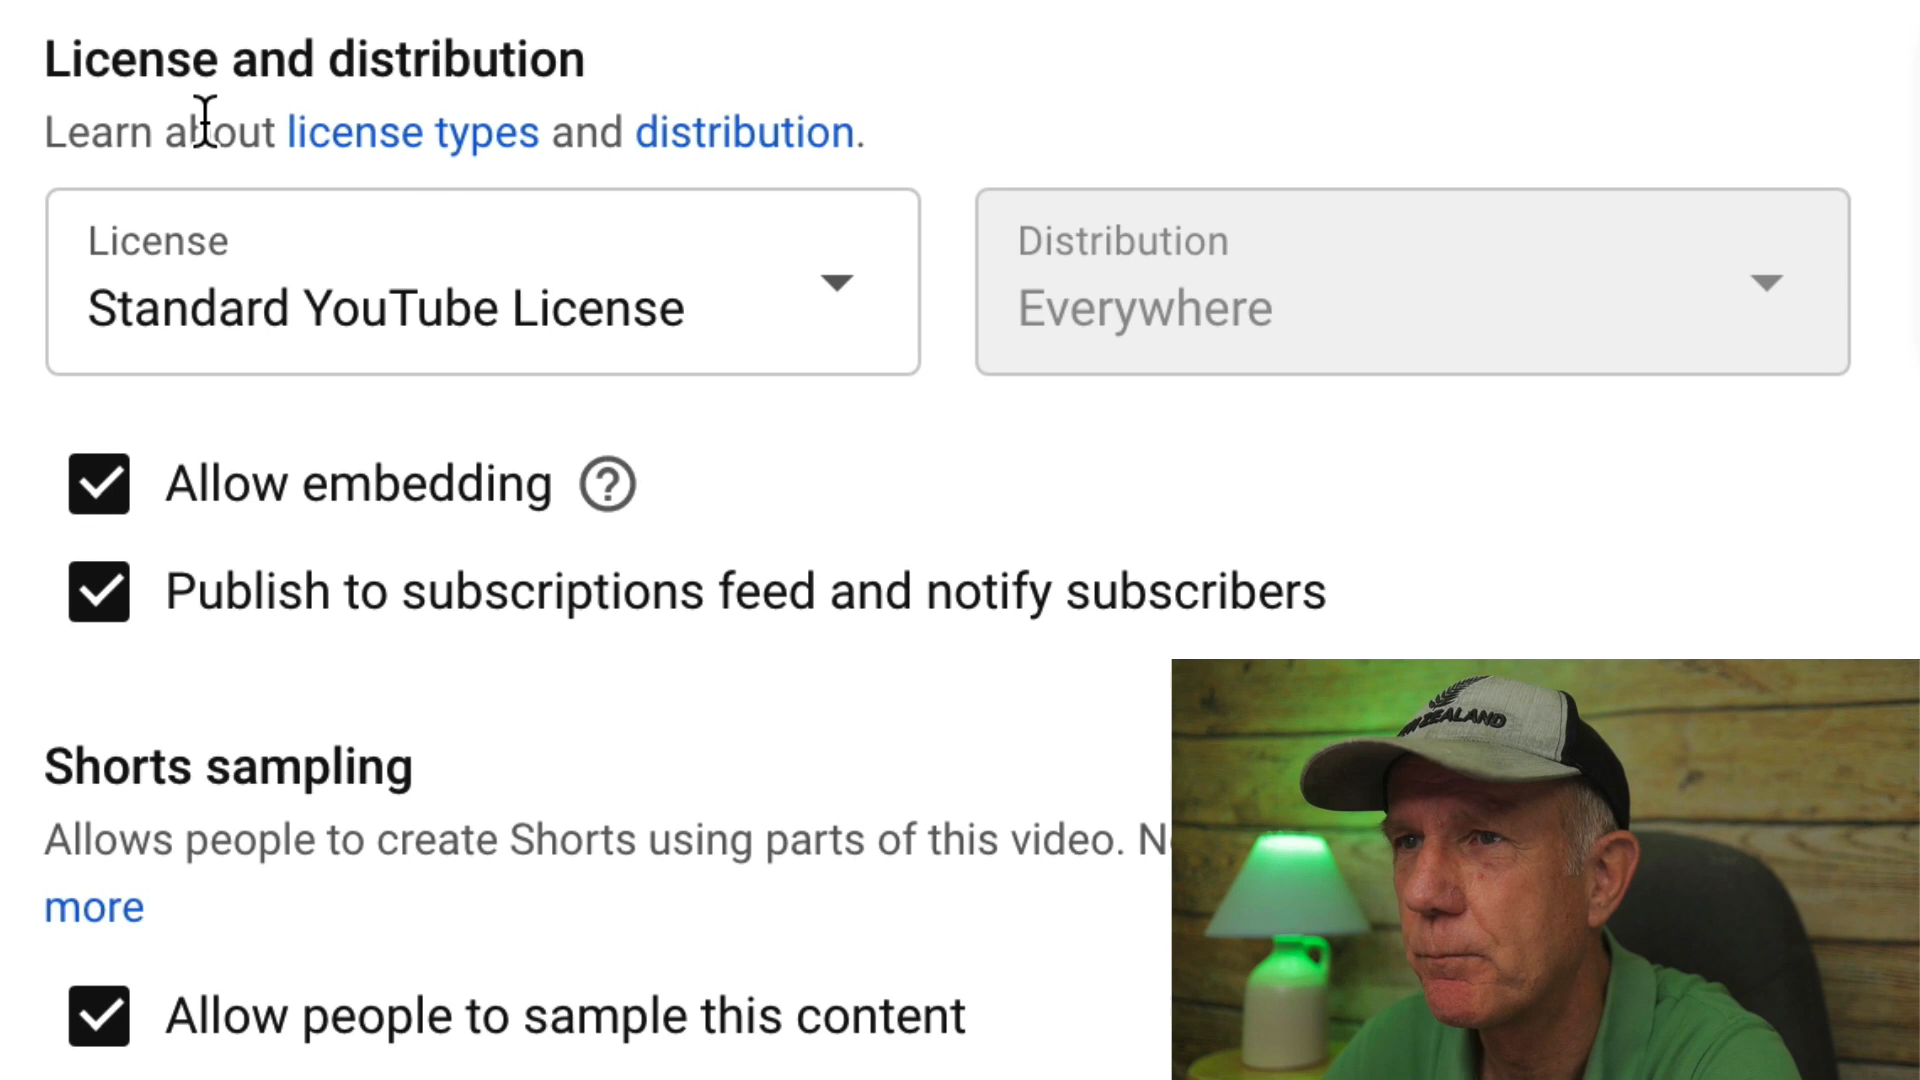 License and distribution
Learn about license types and distribution.
License
Standard YouTube License
Distribution
Everywhere
Allow embedding
Publish to subscriptions feed and notify subscribers
Shorts sampling
Allows people to create Shorts using parts of this video.
more
Allow people to sample this content
ZEALAND